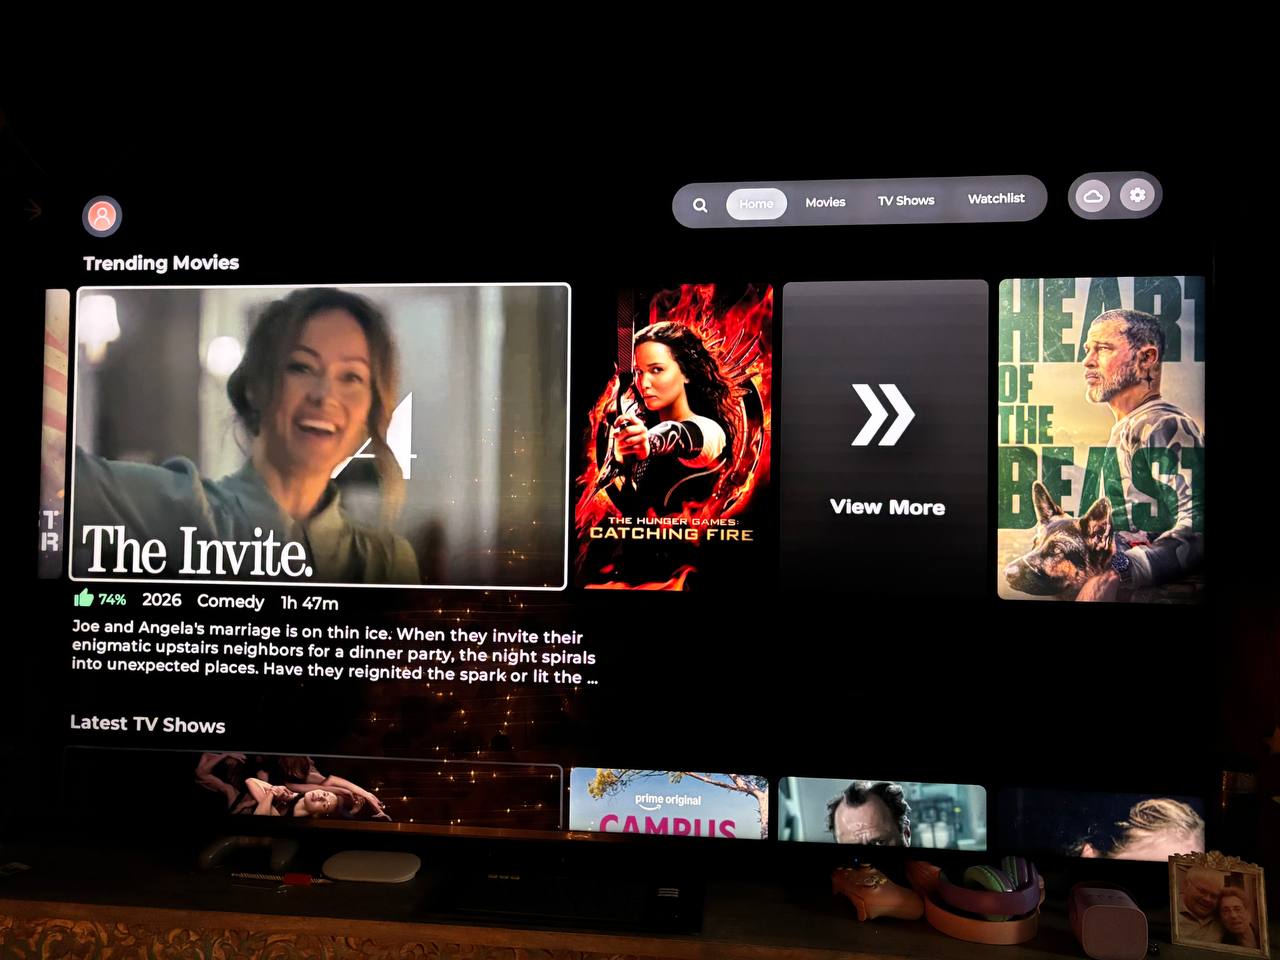 Home
Movies
TV Shows
Watchlist
Trending Movies
The Invite.
THE HUNGER GAMES:
CATCHING FIRE
View More
HEART
OF
THE
BEAST
T
R
74% 2026 Comedy 1h 47m
Joe and Angela's marriage is on thin ice. When they invite their
enigmatic upstairs neighbors for a dinner party, the night spirals
into unexpected places. Have they reignited the spark or lit the ...
Latest TV Shows
prime original
CAMPUS